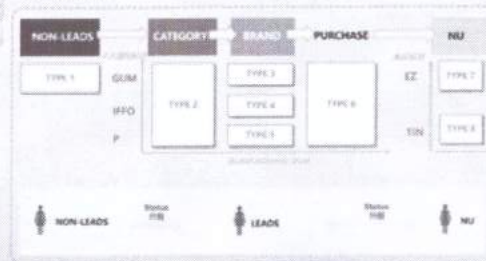 NON-LEADS
CATEGORY
BRAND
PURCHASE
NU
TYPE 1
GUM
IFFO
P
TYPE 2
TYPE 3
TYPE 4
TYPE 5
TYPE 6
EZ
TIN
TYPE 7
TYPE 8
NON-LEADS
Status
LEADS
Status
NU